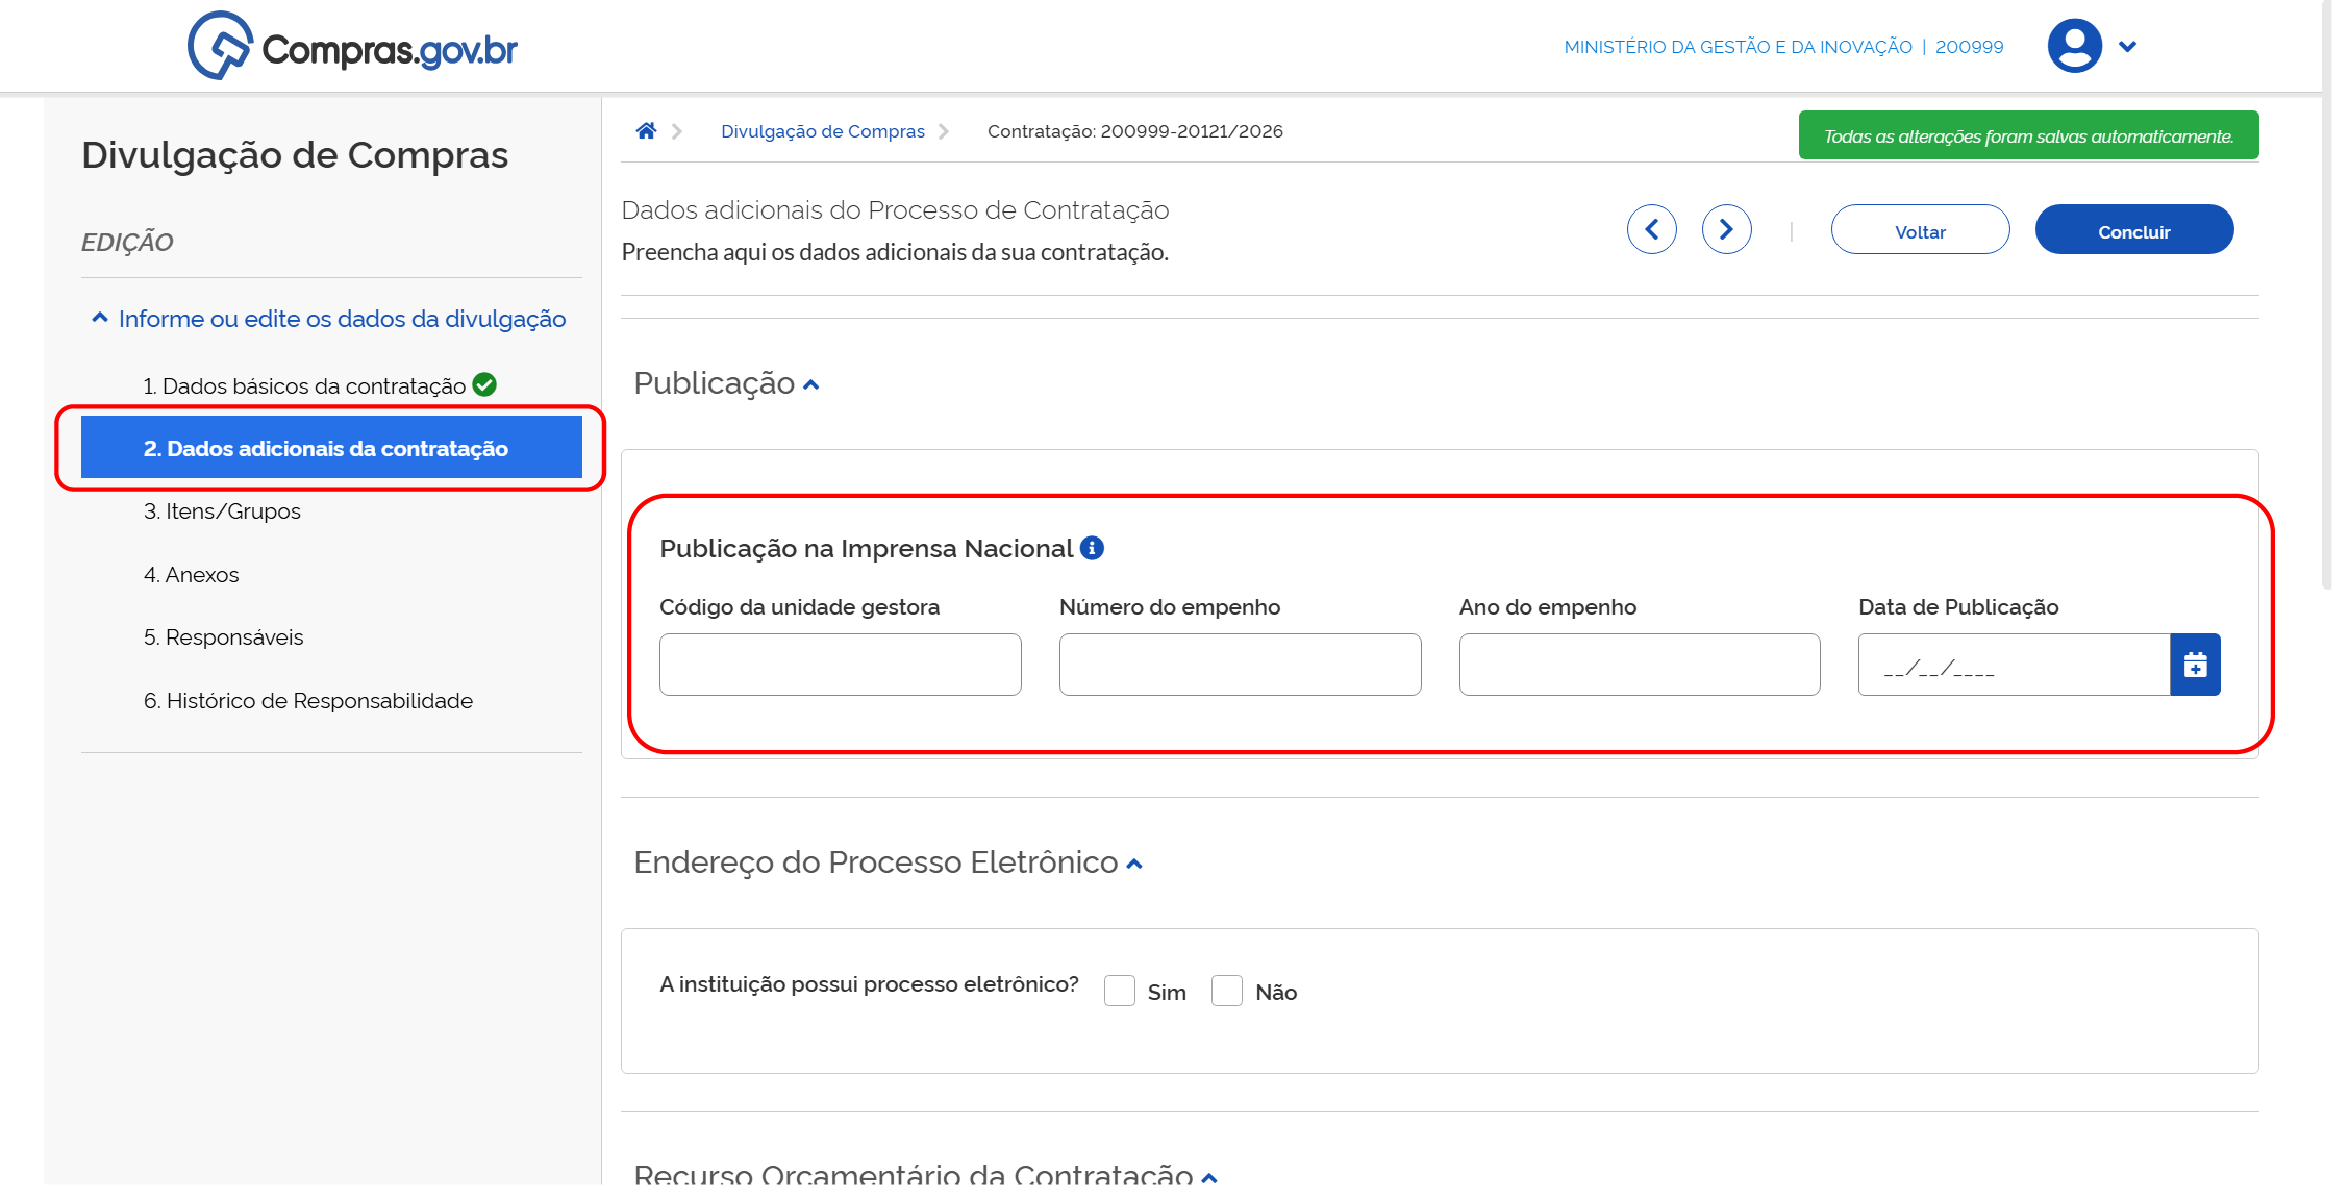 Compras.gov.br
MINISTÉRIO DA GESTÃO E DA INOVAÇÃO | 200999
Divulgação de Compras
EDIÇÃO
Informe ou edite os dados da divulgação
1. Dados básicos da contratação
2. Dados adicionais da contratação
3. Itens/Grupos
4. Anexos
5. Responsáveis
6. Histórico de Responsabilidade
Divulgação de Compras
Contratação: 200999-20121/2026
Todas as alterações foram salvas automaticamente.
Dados adicionais do Processo de Contratação
Preencha aqui os dados adicionais da sua contratação.
Voltar
Concluir
Publicação
Publicação na Imprensa Nacional
Código da unidade gestora
Número do empenho
Ano do empenho
Data de Publicação
__/__/____
Endereço do Processo Eletrônico
A instituição possui processo eletrônico?
Sim
Não
Recurso Orçamentário da Contratação